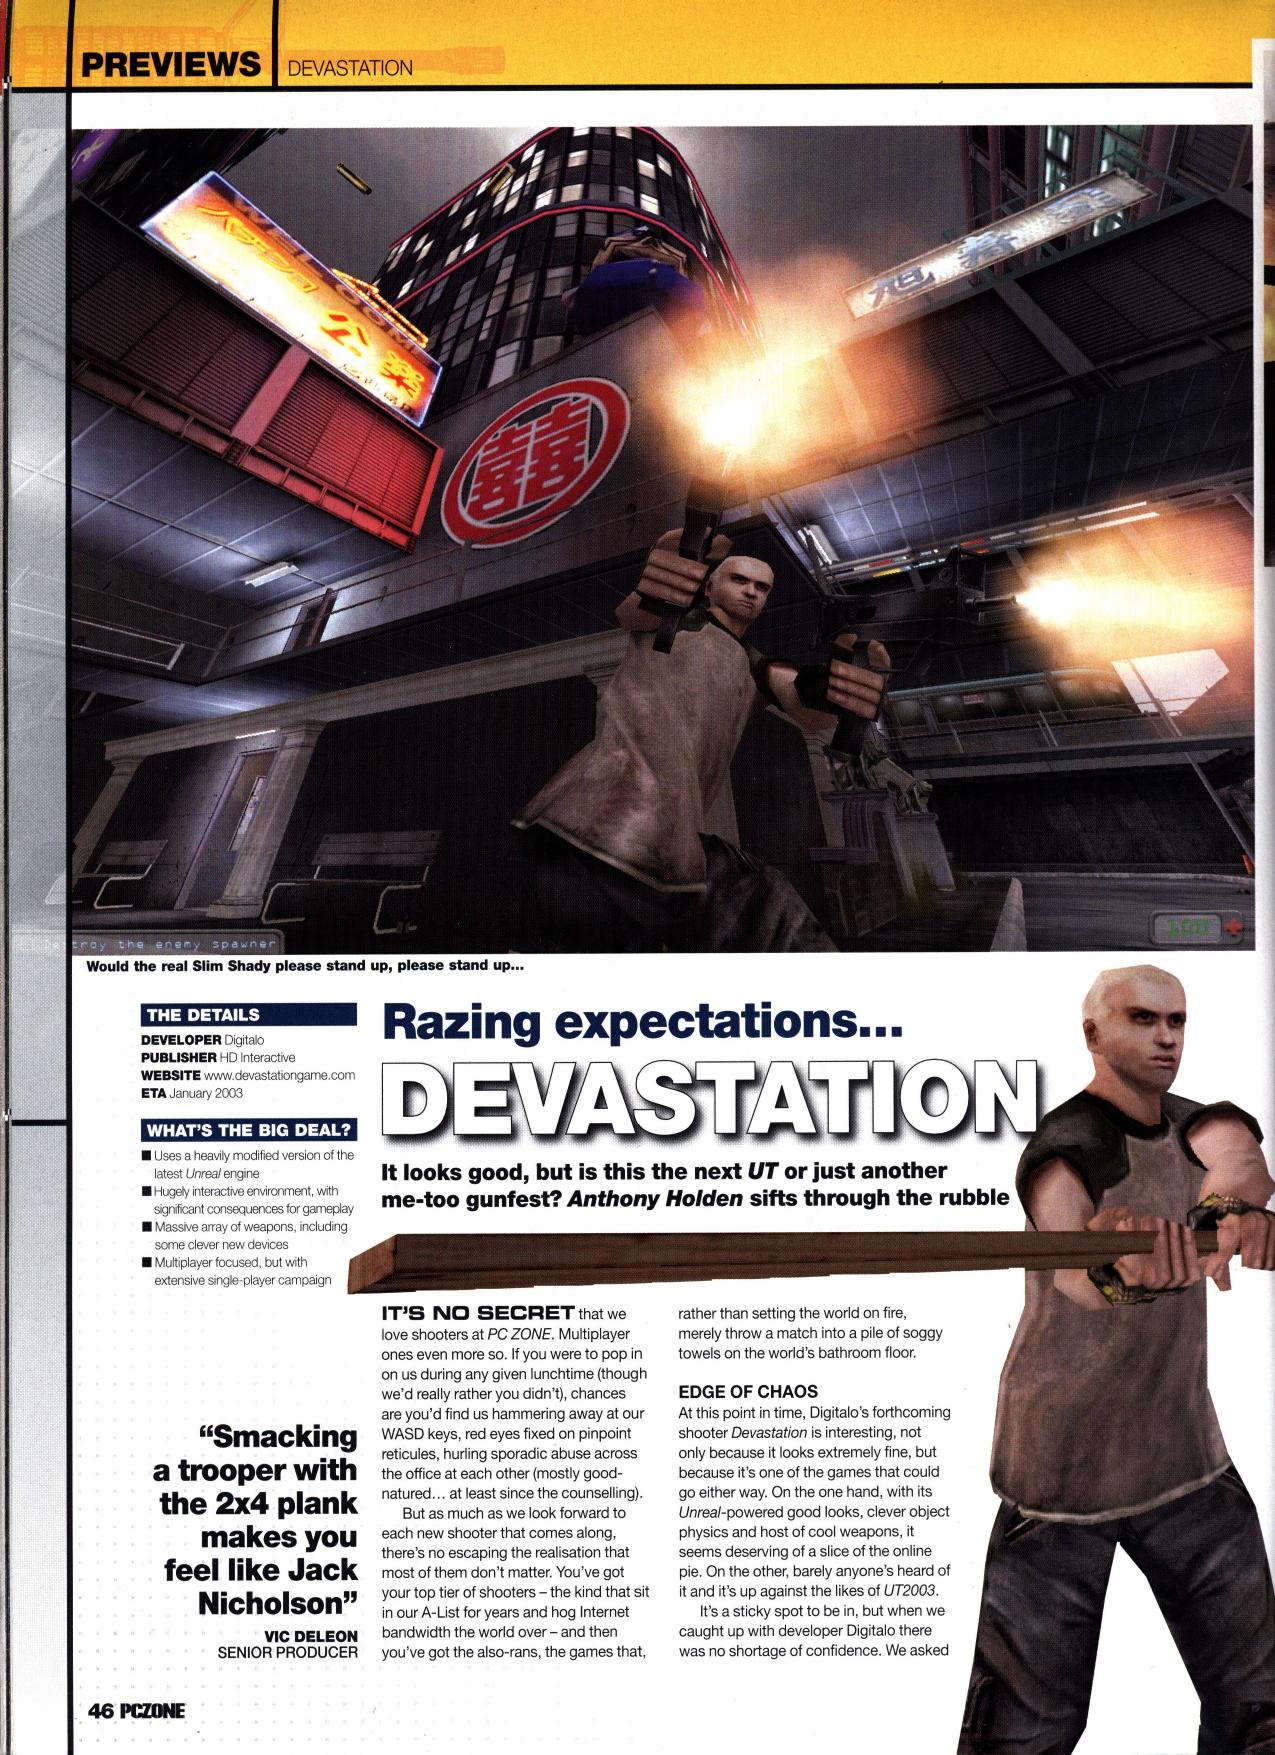 PREVIEWS DEVASTATION
公
旭
囍
troy the enemy spawner
100
Would the real Slim Shady please stand up, please stand up...
THE DETAILS
DEVELOPER Digitalo
PUBLISHER HD Interactive
WEBSITE www.devastationgame.com
ETA January 2003
WHAT'S THE BIG DEAL?
■ Uses a heavily modified version of the
latest Unreal engine
■ Hugely interactive environment, with
significant consequences for gameplay
■ Massive array of weapons, including
some clever new devices
■ Multiplayer focused, but with
extensive single-player campaign
"Smacking
a trooper with
the 2x4 plank
makes you
feel like Jack
Nicholson"
VIC DELEON
SENIOR PRODUCER
Razing expectations...
DEVASTATION
It looks good, but is this the next UT or just another
me-too gunfest? Anthony Holden sifts through the rubble
IT'S NO SECRET that we
love shooters at PC ZONE. Multiplayer
ones even more so. If you were to pop in
on us during any given lunchtime (though
we'd really rather you didn't), chances
are you'd find us hammering away at our
WASD keys, red eyes fixed on pinpoint
reticules, hurling sporadic abuse across
the office at each other (mostly good-
natured... at least since the counselling).
But as much as we look forward to
each new shooter that comes along,
there's no escaping the realisation that
most of them don't matter. You've got
your top tier of shooters – the kind that sit
in our A-List for years and hog Internet
bandwidth the world over – and then
you've got the also-rans, the games that,
rather than setting the world on fire,
merely throw a match into a pile of soggy
towels on the world's bathroom floor.
EDGE OF CHAOS
At this point in time, Digitalo's forthcoming
shooter Devastation is interesting, not
only because it looks extremely fine, but
because it's one of the games that could
go either way. On the one hand, with its
Unreal-powered good looks, clever object
physics and host of cool weapons, it
seems deserving of a slice of the online
pie. On the other, barely anyone's heard of
it and it's up against the likes of UT2003.
It's a sticky spot to be in, but when we
caught up with developer Digitalo there
was no shortage of confidence. We asked
46 PCZONE